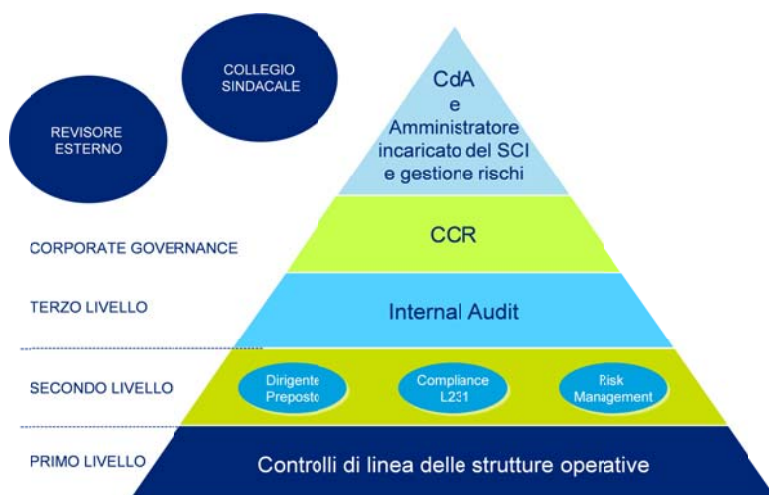 COLLEGIO
SINDACALE
REVISORE
ESTERNO
CdA
e
Amministratore
incaricato del SCI
e gestione rischi
CORPORATE GOVERNANCE
CCR
TERZO LIVELLO
Internal Audit
SECONDO LIVELLO
Dirigente
Preposto
Compliance
L231
Risk
Management
PRIMO LIVELLO
Controlli di linea delle strutture operative